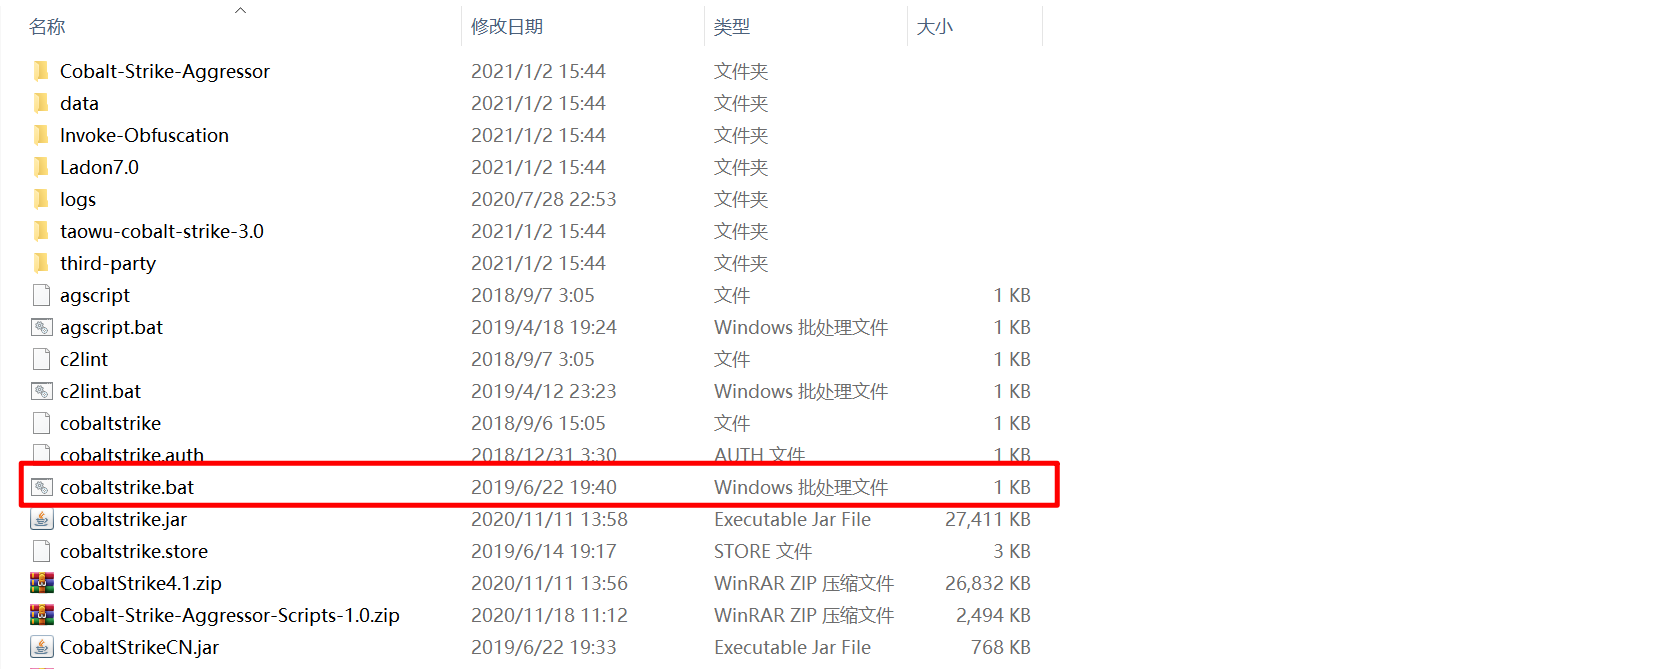 名称 修改日期 类型 大小
Cobalt-Strike-Aggressor 2021/1/2 15:44 文件夹
data 2021/1/2 15:44 文件夹
Invoke-Obfuscation 2021/1/2 15:44 文件夹
Ladon7.0 2021/1/2 15:44 文件夹
logs 2020/7/28 22:53 文件夹
taowu-cobalt-strike-3.0 2021/1/2 15:44 文件夹
third-party 2021/1/2 15:44 文件夹
agscript 2018/9/7 3:05 文件 1 KB
agscript.bat 2019/4/18 19:24 Windows 批处理文件 1 KB
c2lint 2018/9/7 3:05 文件 1 KB
c2lint.bat 2019/4/12 23:23 Windows 批处理文件 1 KB
cobaltstrike 2018/9/6 15:05 文件 1 KB
cobaltstrike.auth 2018/12/31 3:30 AUTH 文件 1 KB
cobaltstrike.bat 2019/6/22 19:40 Windows 批处理文件 1 KB
cobaltstrike.jar 2020/11/11 13:58 Executable Jar File 27,411 KB
cobaltstrike.store 2019/6/14 19:17 STORE 文件 3 KB
CobaltStrike4.1.zip 2020/11/11 13:56 WinRAR ZIP 压缩文件 26,832 KB
Cobalt-Strike-Aggressor-Scripts-1.0.zip 2020/11/18 11:12 WinRAR ZIP 压缩文件 2,494 KB
CobaltStrikeCN.jar 2019/6/22 19:33 Executable Jar File 768 KB